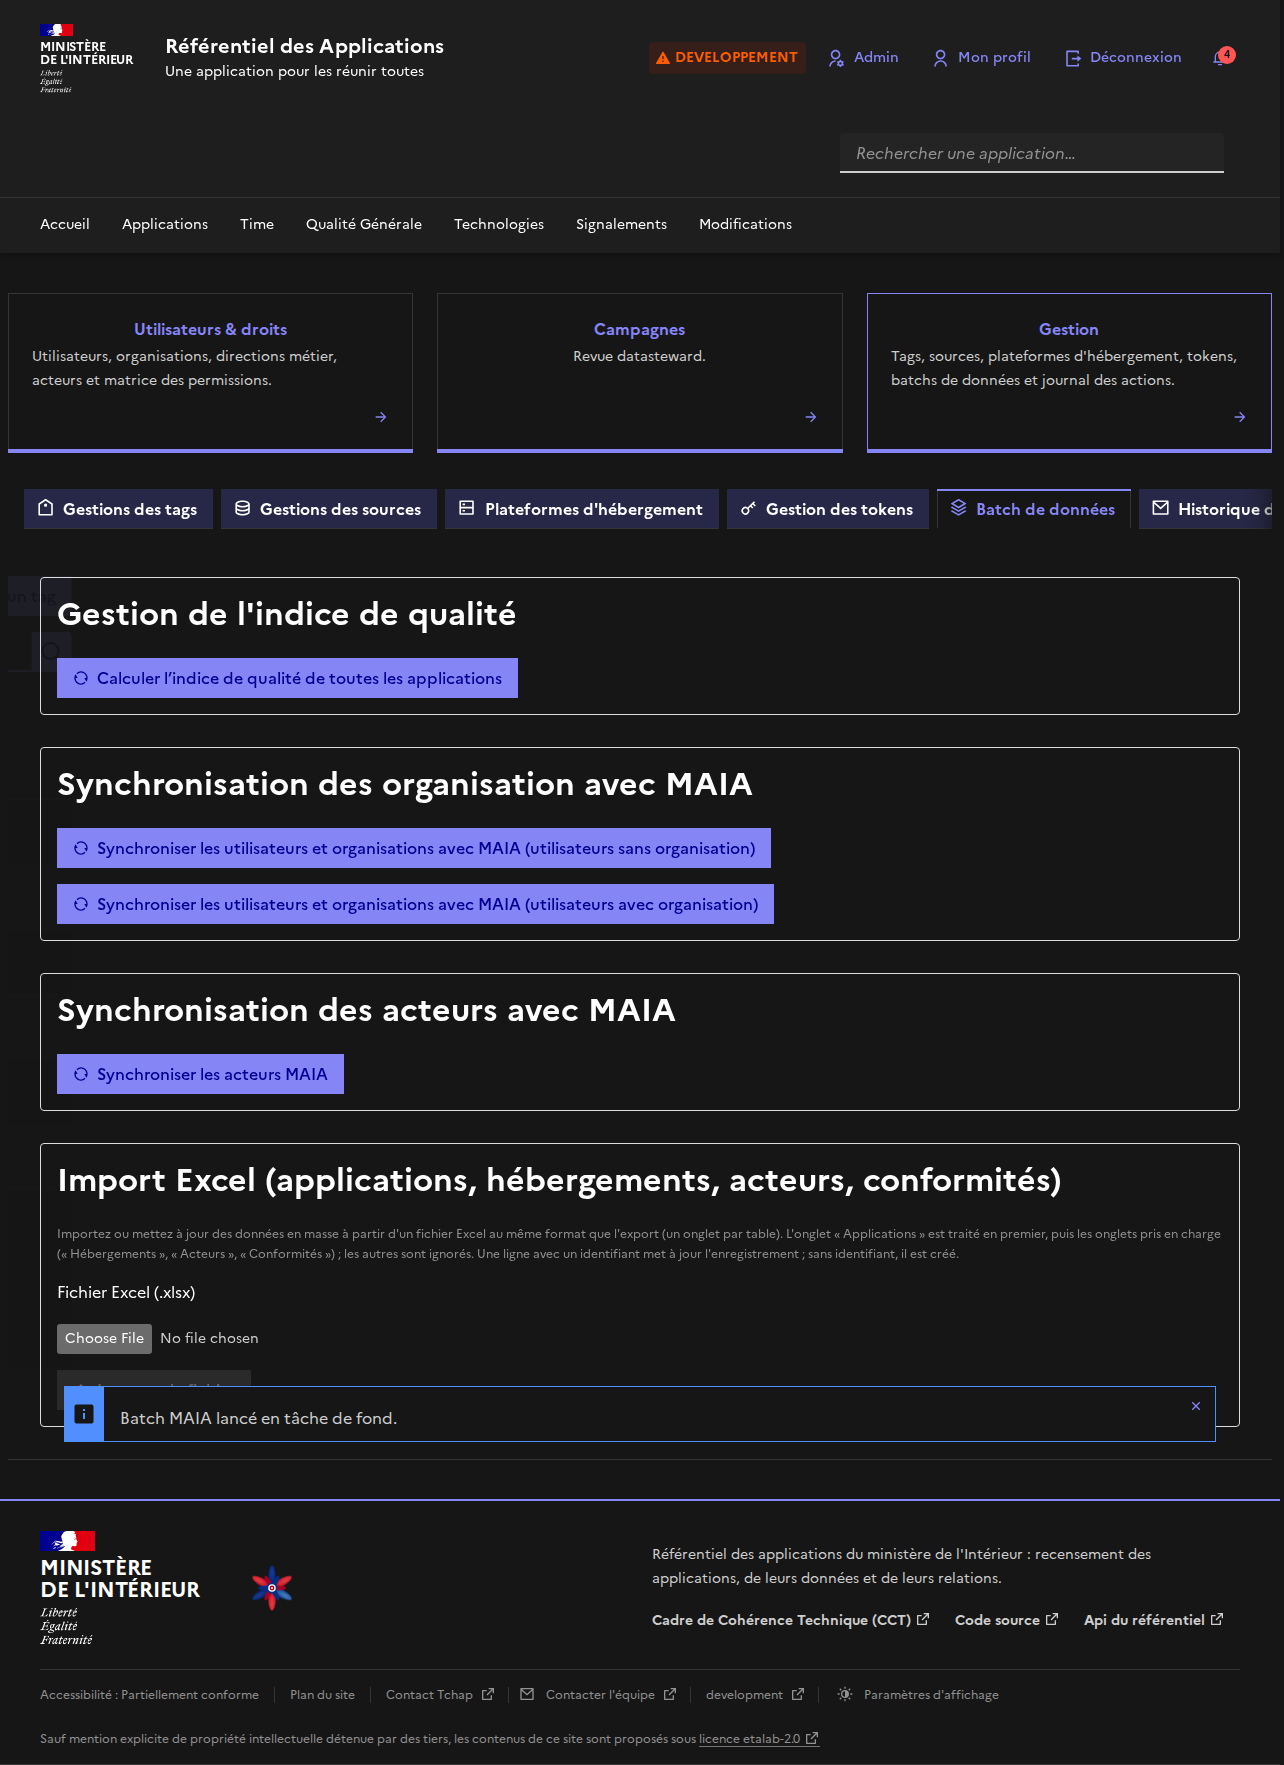 MINISTÈRE
DE L'INTÉRIEUR
Liberté
Égalité
Fraternité
Référentiel des Applications
Une application pour les réunir toutes
DEVELOPPEMENT
Admin
Mon profil
Déconnexion
4
Rechercher une application...
Accueil
Applications
Time
Qualité Générale
Technologies
Signalements
Modifications
Utilisateurs & droits
Utilisateurs, organisations, directions métier,
acteurs et matrice des permissions.
Campagnes
Revue datasteward.
Gestion
Tags, sources, plateformes d'hébergement, tokens,
batchs de données et journal des actions.
Gestions des tags
Gestions des sources
Plateformes d'hébergement
Gestion des tokens
Batch de données
Historique d
un tag
Gestion de l'indice de qualité
Calculer l’indice de qualité de toutes les applications
Synchronisation des organisation avec MAIA
Synchroniser les utilisateurs et organisations avec MAIA (utilisateurs sans organisation)
Synchroniser les utilisateurs et organisations avec MAIA (utilisateurs avec organisation)
Synchronisation des acteurs avec MAIA
Synchroniser les acteurs MAIA
Import Excel (applications, hébergements, acteurs, conformités)
Importez ou mettez à jour des données en masse à partir d'un fichier Excel au même format que l'export (un onglet par table). L'onglet « Applications » est traité en premier, puis les onglets pris en charge
(« Hébergements », « Acteurs », « Conformités ») ; les autres sont ignorés. Une ligne avec un identifiant met à jour l'enregistrement ; sans identifiant, il est créé.
Fichier Excel (.xlsx)
Choose File No file chosen
Batch MAIA lancé en tâche de fond.
MINISTÈRE
DE L'INTÉRIEUR
Liberté
Égalité
Fraternité
Référentiel des applications du ministère de l'Intérieur : recensement des
applications, de leurs données et de leurs relations.
Cadre de Cohérence Technique (CCT)
Code source
Api du référentiel
Accessibilité : Partiellement conforme
Plan du site
Contact Tchap
Contacter l'équipe
development
Paramètres d'affichage
Sauf mention explicite de propriété intellectuelle détenue par des tiers, les contenus de ce site sont proposés sous licence etalab-2.0